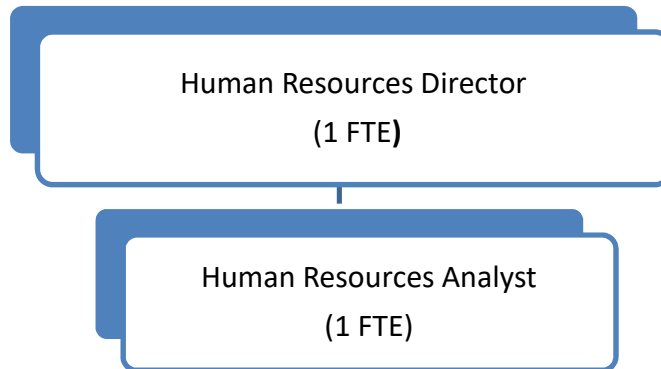 Human Resources Director
(1 FTE)
Human Resources Analyst
(1 FTE)